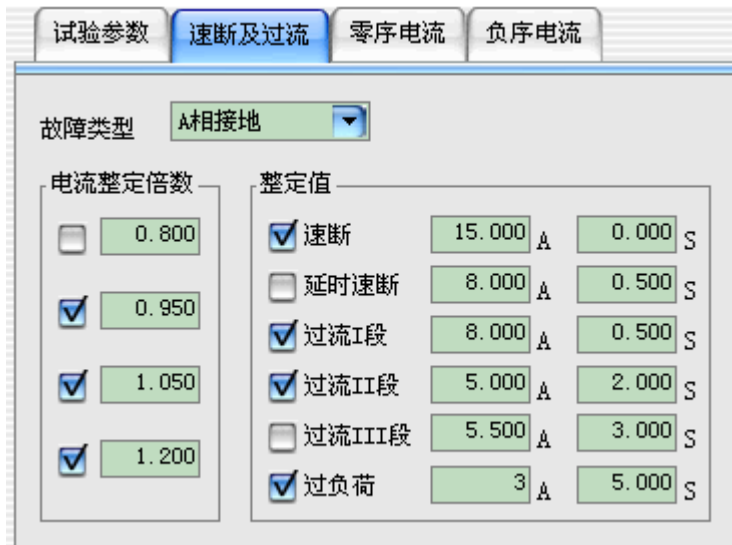 试验参数 速断及过流 零序电流 负序电流
故障类型 A相接地
电流整定倍数
0.800
0.950
1.050
1.200
整定值
速断 15.000 A 0.000 S
延时速断 8.000 A 0.500 S
过流I段 8.000 A 0.500 S
过流II段 5.000 A 2.000 S
过流III段 5.500 A 3.000 S
过负荷 3 A 5.000 S